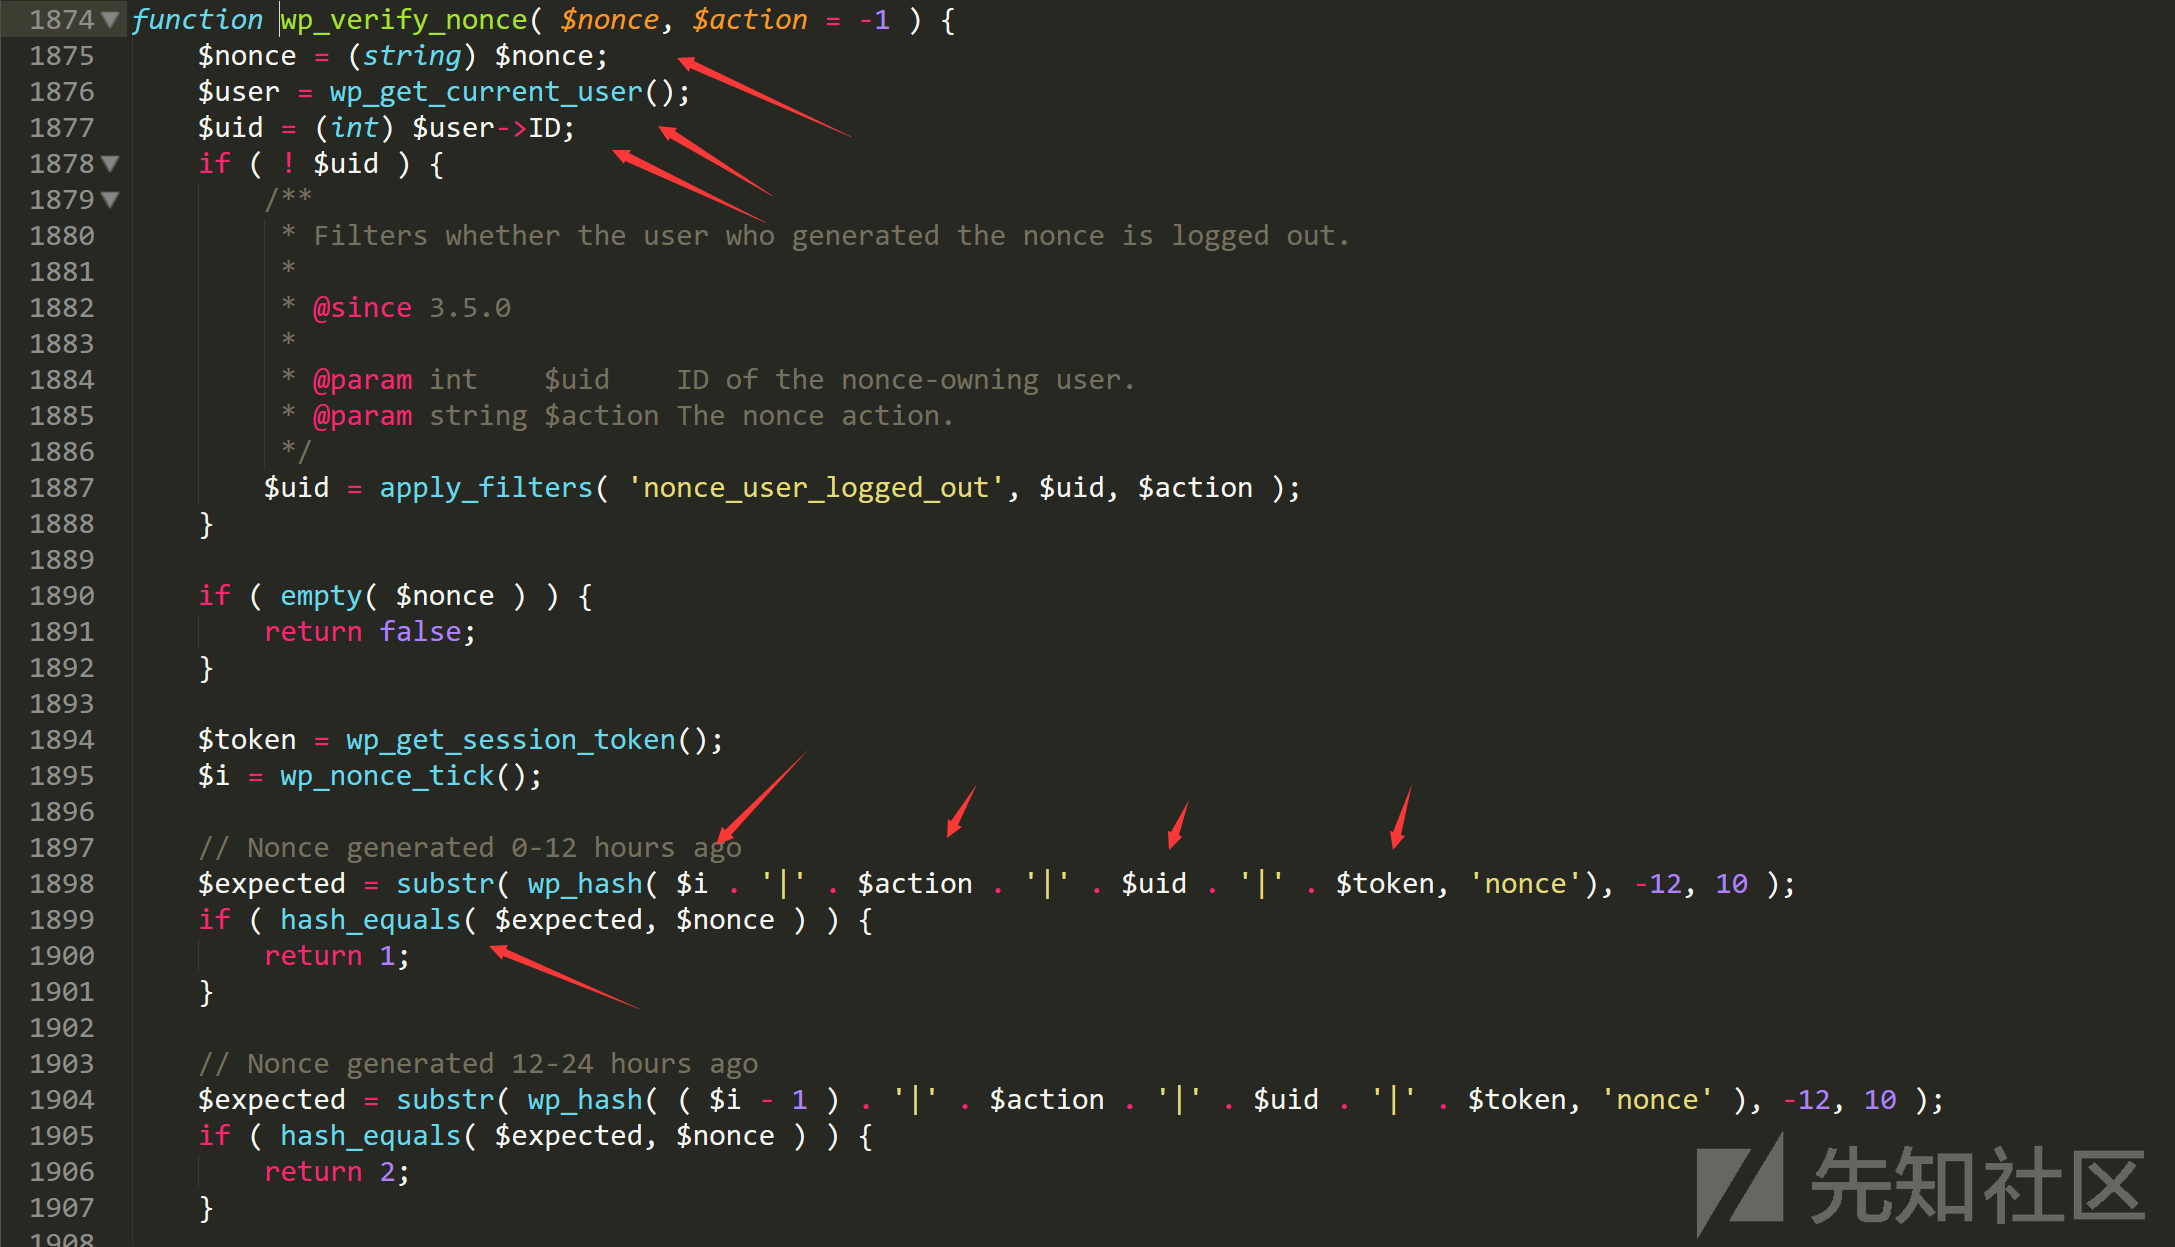 1874 function wp_verify_nonce( $nonce, $action = -1 ) {
1875 $nonce = (string) $nonce;
1876 $user = wp_get_current_user();
1877 $uid = (int) $user->ID;
1878 if ( ! $uid ) {
1879 /**
1880 * Filters whether the user who generated the nonce is logged out.
1881 *
1882 * @since 3.5.0
1883 *
1884 * @param int    $uid    ID of the nonce-owning user.
1885 * @param string $action The nonce action.
1886 */
1887 $uid = apply_filters( 'nonce_user_logged_out', $uid, $action );
1888 }
1889
1890 if ( empty( $nonce ) ) {
1891 return false;
1892 }
1893
1894 $token = wp_get_session_token();
1895 $i = wp_nonce_tick();
1896
1897 // Nonce generated 0-12 hours ago
1898 $expected = substr( wp_hash( $i . '|' . $action . '|' . $uid . '|' . $token, 'nonce'), -12, 10 );
1899 if ( hash_equals( $expected, $nonce ) ) {
1900 return 1;
1901 }
1902
1903 // Nonce generated 12-24 hours ago
1904 $expected = substr( wp_hash( ( $i - 1 ) . '|' . $action . '|' . $uid . '|' . $token, 'nonce' ), -12, 10 );
1905 if ( hash_equals( $expected, $nonce ) ) {
1906 return 2;
1907 }
1908
先知社区